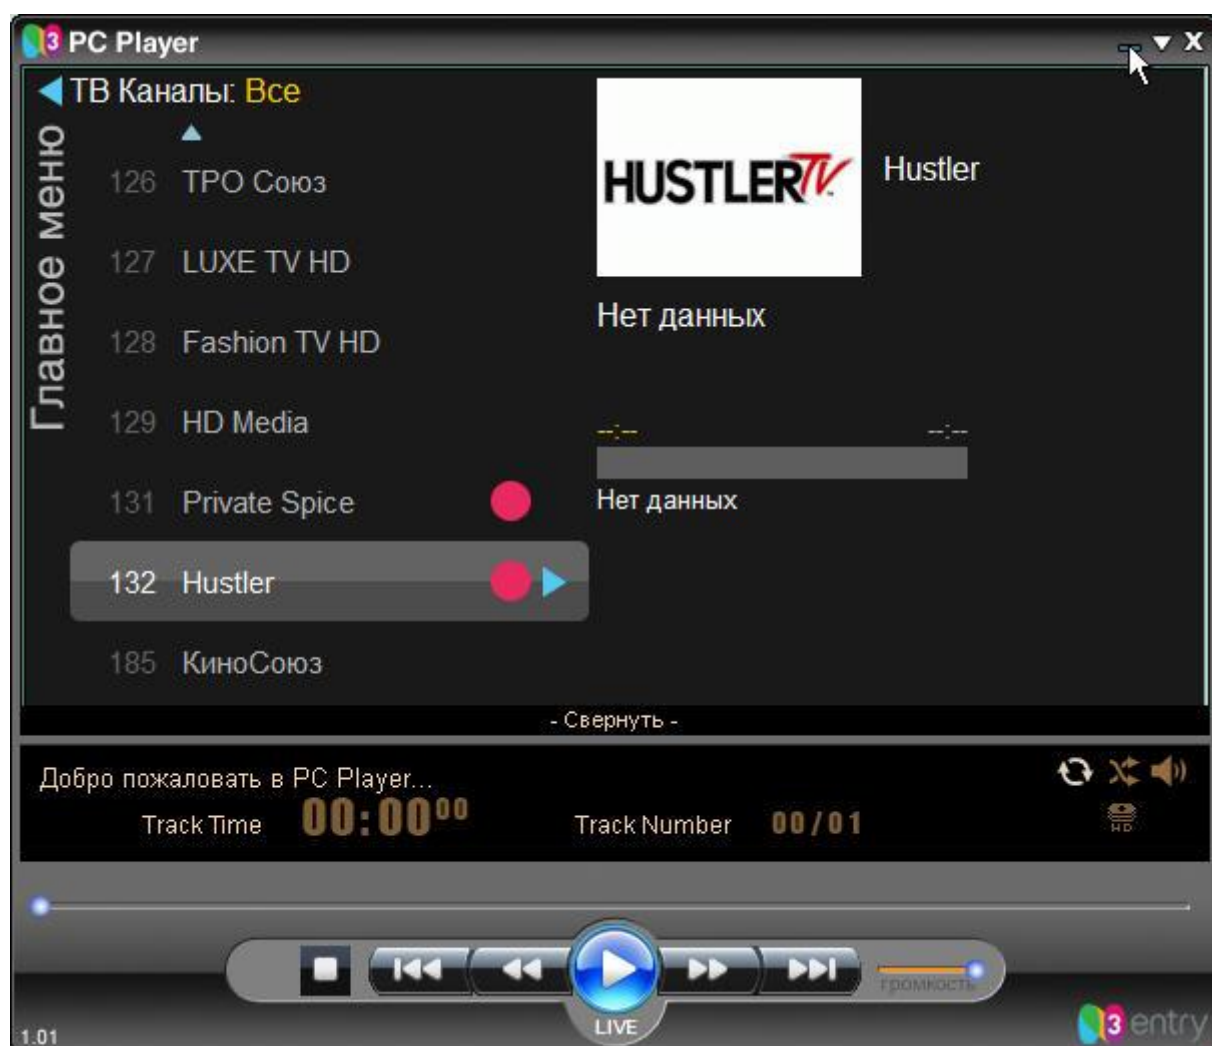 3 PC Player
ТВ Каналы: Все
Главное меню
126 ТРО Союз
127 LUXE TV HD
128 Fashion TV HD
129 HD Media
131 Private Spice
132 Hustler
185 КиноСоюз
HUSTLER TV
Hustler
Нет данных
--:-- --:--
Нет данных
- Свернуть -
Добро пожаловать в PC Player...
Track Time 00:00 00
Track Number 00/01
HD
громкость
LIVE
1.01
3 entry